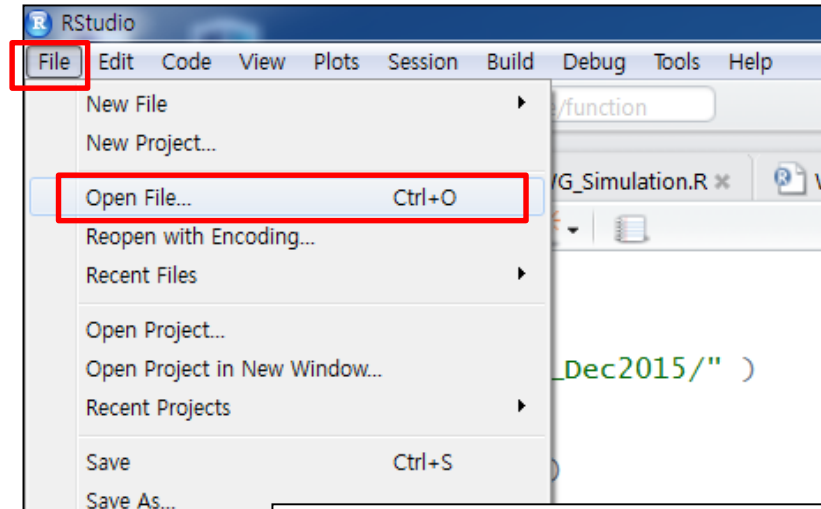 RStudio
File Edit Code View Plots Session Build Debug Tools Help
New File
/function
New Project...
/G_Simulation.R
Open File... Ctrl+O
Reopen with Encoding...
Recent Files
Open Project...
Open Project in New Window...
_Dec2015/" )
Recent Projects
Save Ctrl+S
)
Save As...